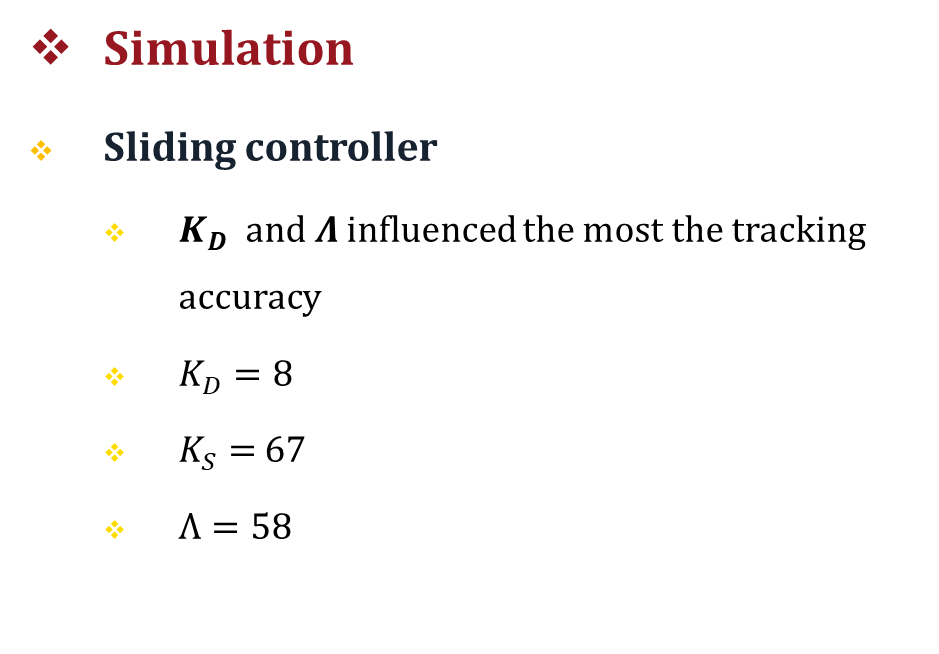 ❖ Simulation
❖ Sliding controller
❖ K_D and Λ influenced the most the tracking
accuracy
❖ K_D = 8
❖ K_S = 67
❖ Λ = 58